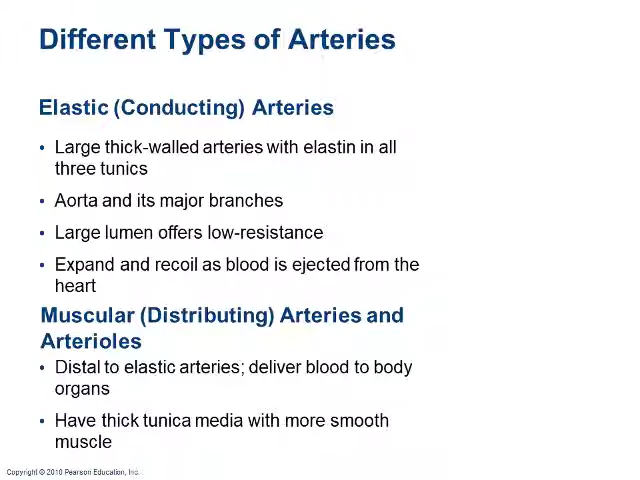 Different Types of Arteries
Elastic (Conducting) Arteries
• Large thick-walled arteries with elastin in all
three tunics
• Aorta and its major branches
• Large lumen offers low-resistance
• Expand and recoil as blood is ejected from the
heart
Muscular (Distributing) Arteries and
Arterioles
• Distal to elastic arteries; deliver blood to body
organs
• Have thick tunica media with more smooth
muscle
Copyright © 2010 Pearson Education, Inc.